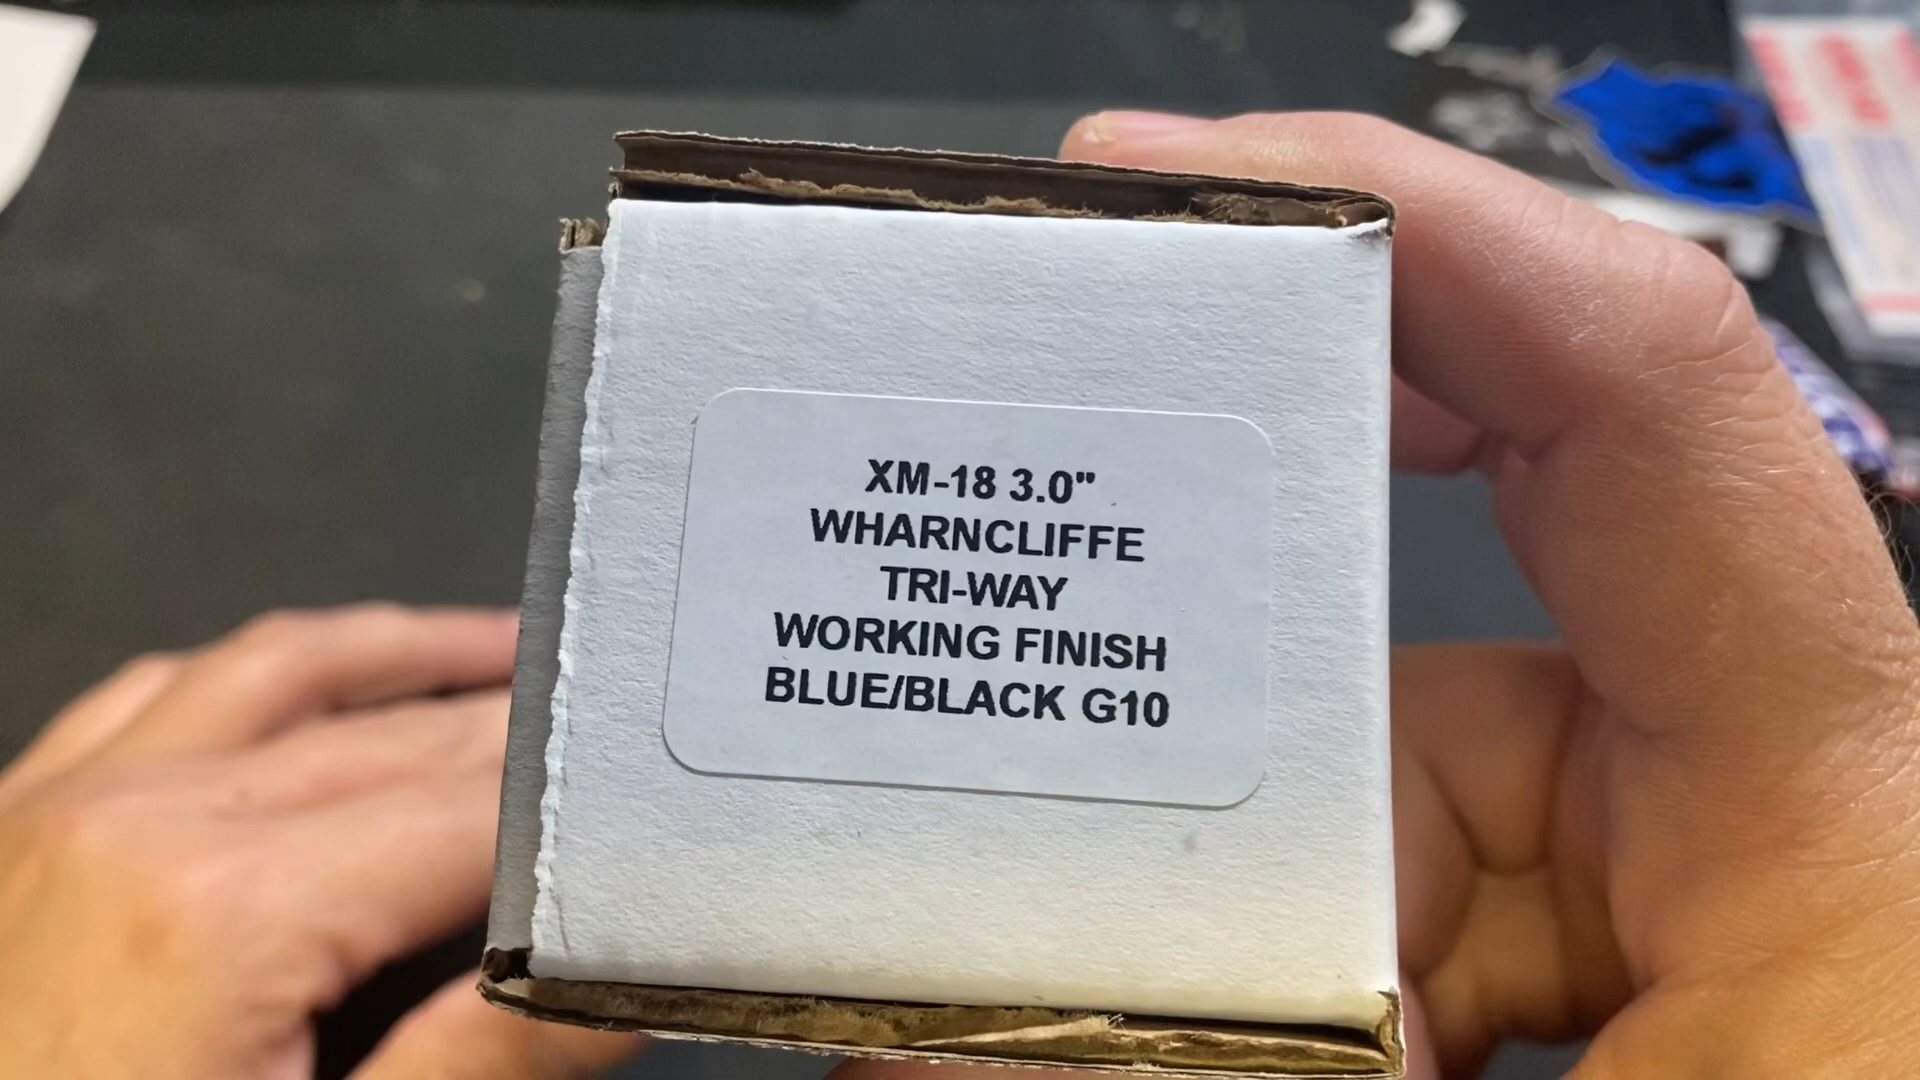 XM-18 3.0"
WHARNCLIFFE
TRI-WAY
WORKING FINISH
BLUE/BLACK G10